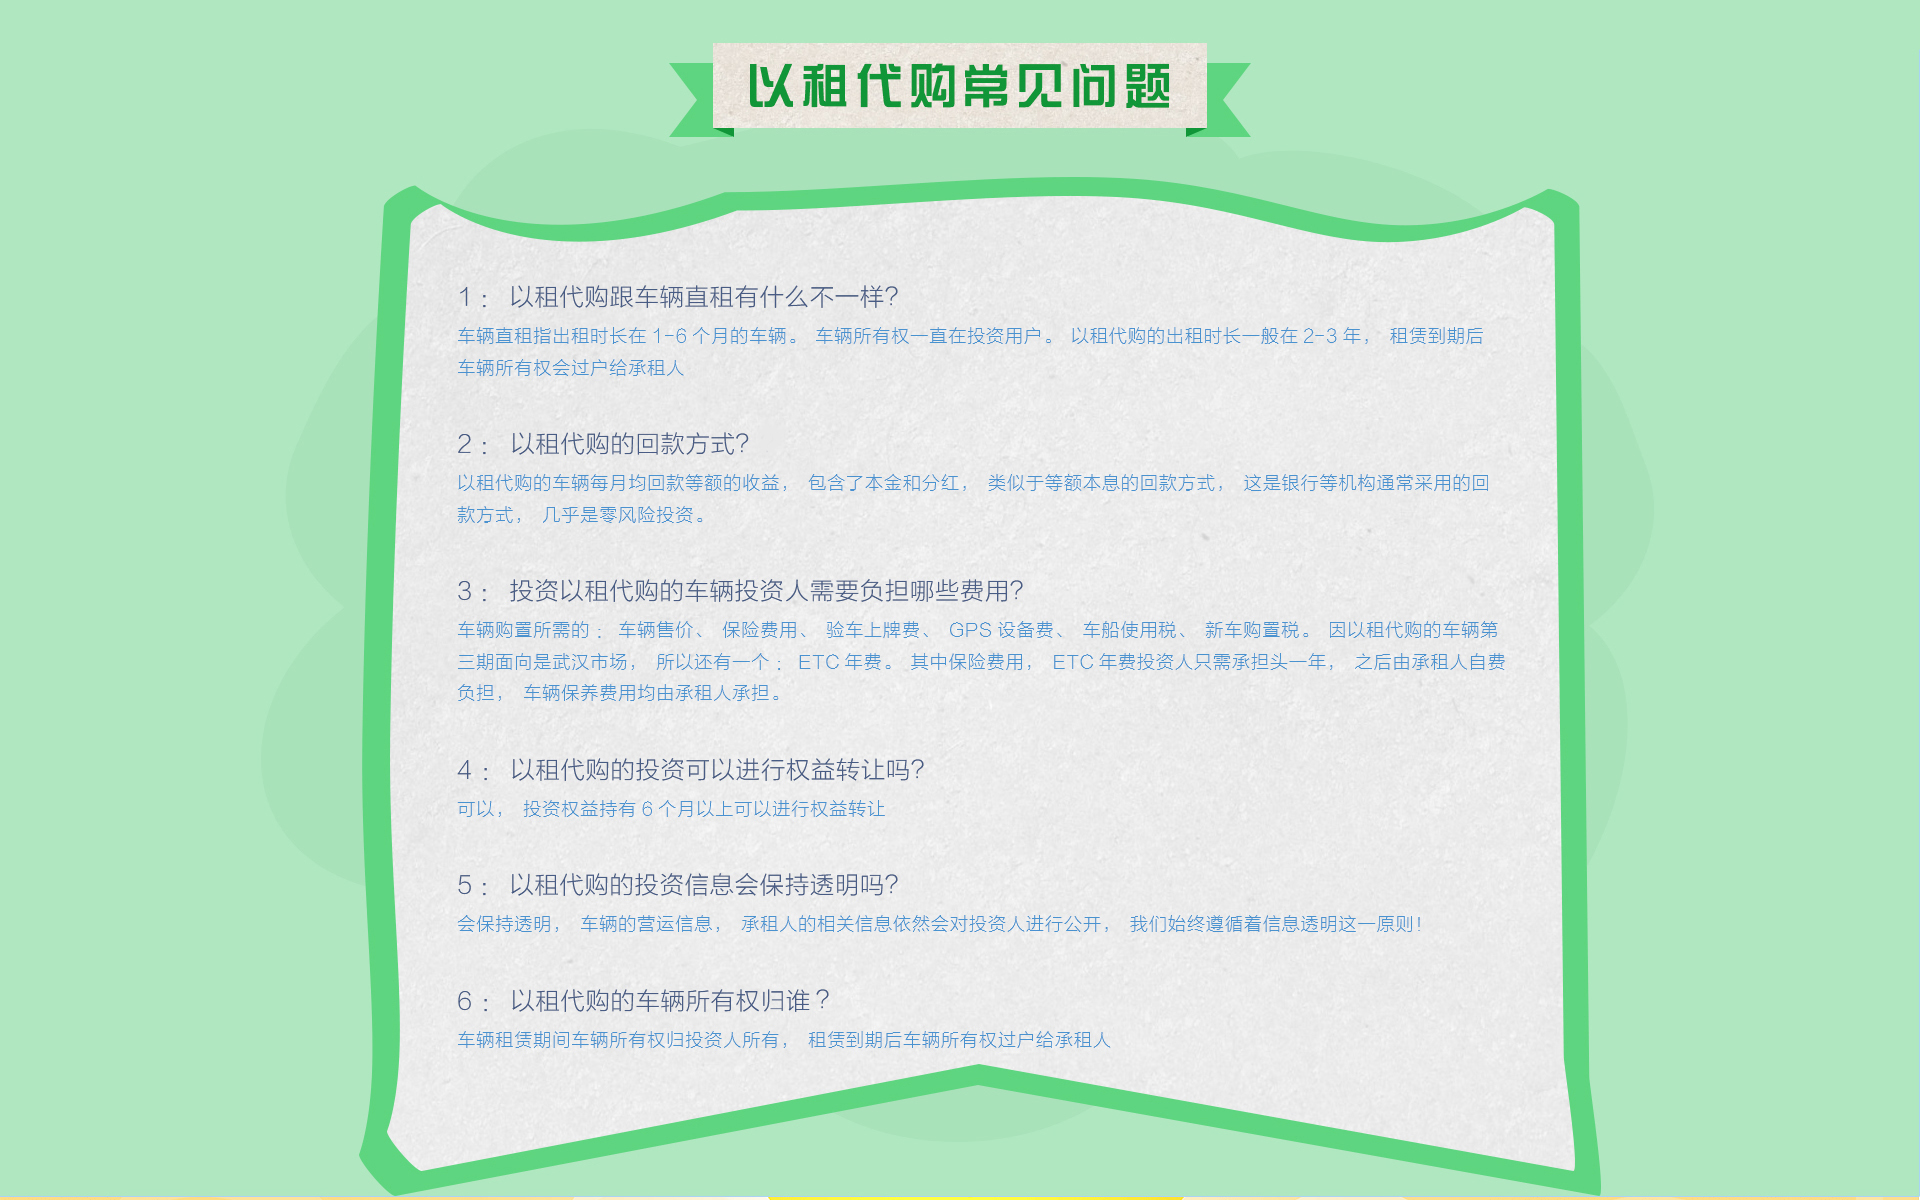 以租代购常见问题
1： 以租代购跟车辆直租有什么不一样？
车辆直租指出租时长在 1-6 个月的车辆。 车辆所有权一直在投资用户。 以租代购的出租时长一般在 2-3 年， 租赁到期后
车辆所有权会过户给承租人
2： 以租代购的回款方式？
以租代购的车辆每月均回款等额的收益， 包含了本金和分红， 类似于等额本息的回款方式， 这是银行等机构通常采用的回
款方式， 几乎是零风险投资。
3： 投资以租代购的车辆投资人需要负担哪些费用？
车辆购置所需的： 车辆售价、 保险费用、 验车上牌费、 GPS 设备费、 车船使用税、 新车购置税。 因以租代购的车辆第
三期面向是武汉市场， 所以还有一个： ETC 年费。 其中保险费用， ETC 年费投资人只需承担头一年， 之后由承租人自费
负担， 车辆保养费用均由承租人承担。
4： 以租代购的投资可以进行权益转让吗？
可以， 投资权益持有 6 个月以上可以进行权益转让
5： 以租代购的投资信息会保持透明吗？
会保持透明， 车辆的营运信息， 承租人的相关信息依然会对投资人进行公开， 我们始终遵循着信息透明这一原则！
6： 以租代购的车辆所有权归谁？
车辆租赁期间车辆所有权归投资人所有， 租赁到期后车辆所有权过户给承租人